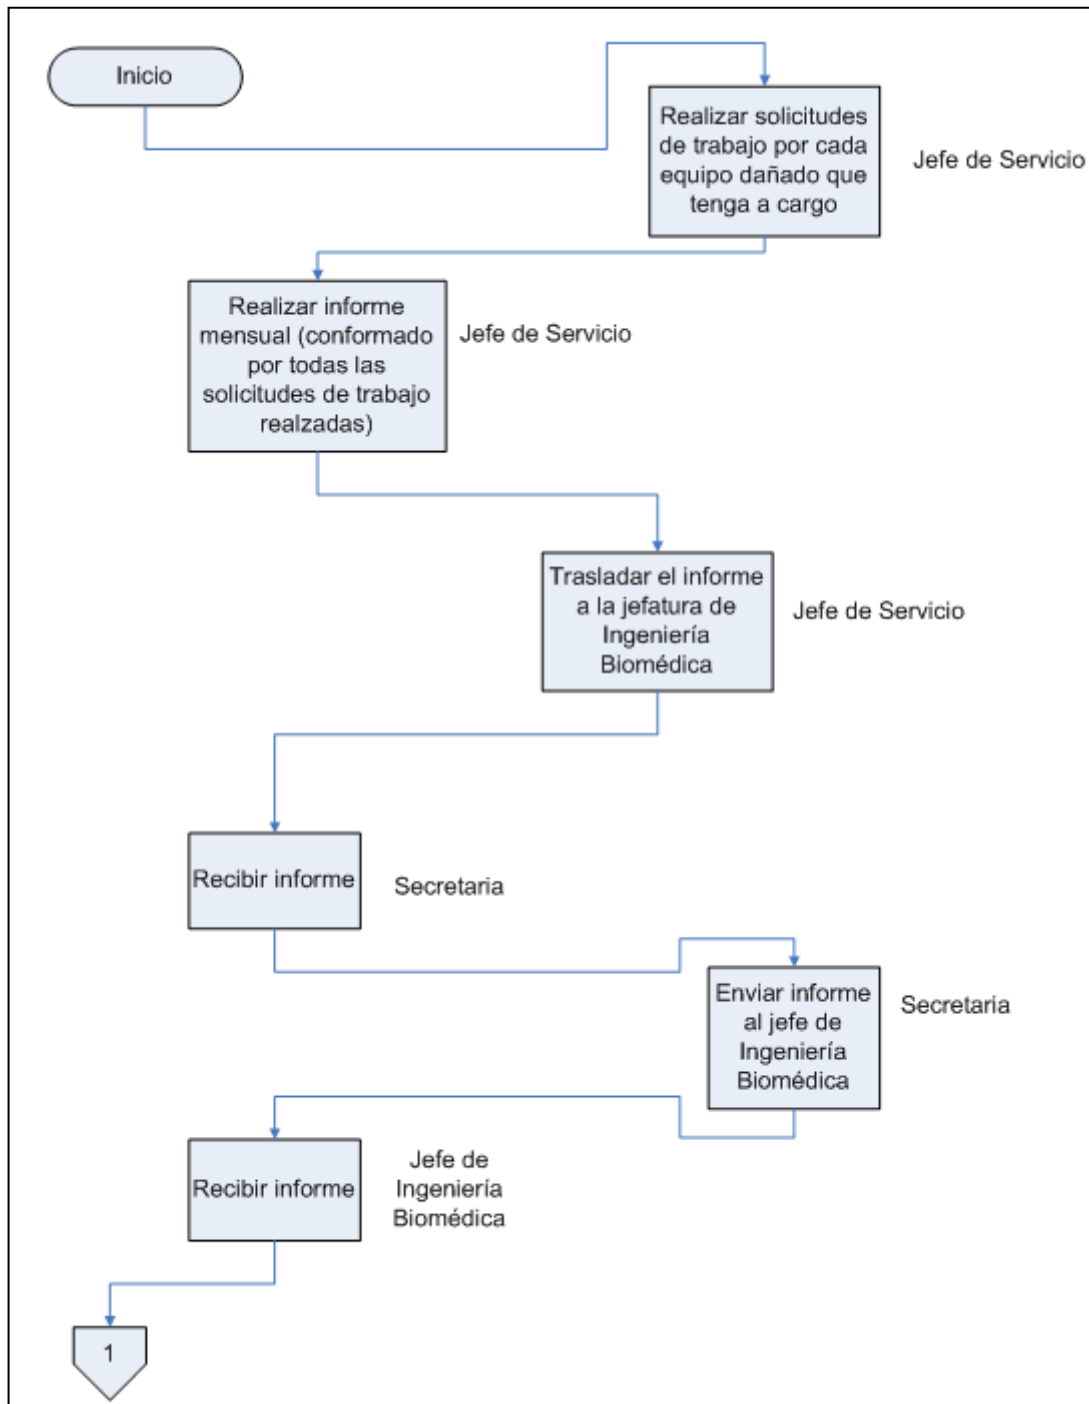 Inicio
Realizar solicitudes
de trabajo por cada
equipo dañado que
tenga a cargo
Jefe de Servicio
Realizar informe
mensual (conformado
por todas las
solicitudes de trabajo
realzadas)
Jefe de Servicio
Trasladar el informe
a la jefatura de
Ingeniería
Biomédica
Jefe de Servicio
Recibir informe
Secretaria
Enviar informe
al jefe de
Ingeniería
Biomédica
Secretaria
Recibir informe
Jefe de
Ingeniería
Biomédica
1